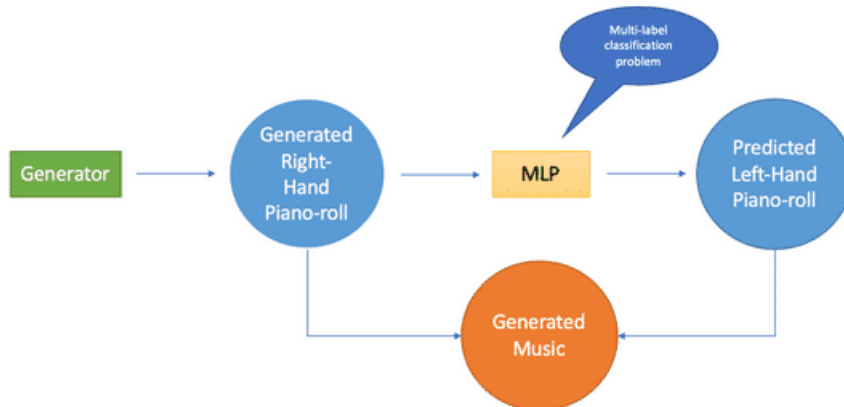 Multi-label
classification
problem
Generator
Generated
Right-
Hand
Piano-roll
MLP
Predicted
Left-Hand
Piano-roll
Generated
Music